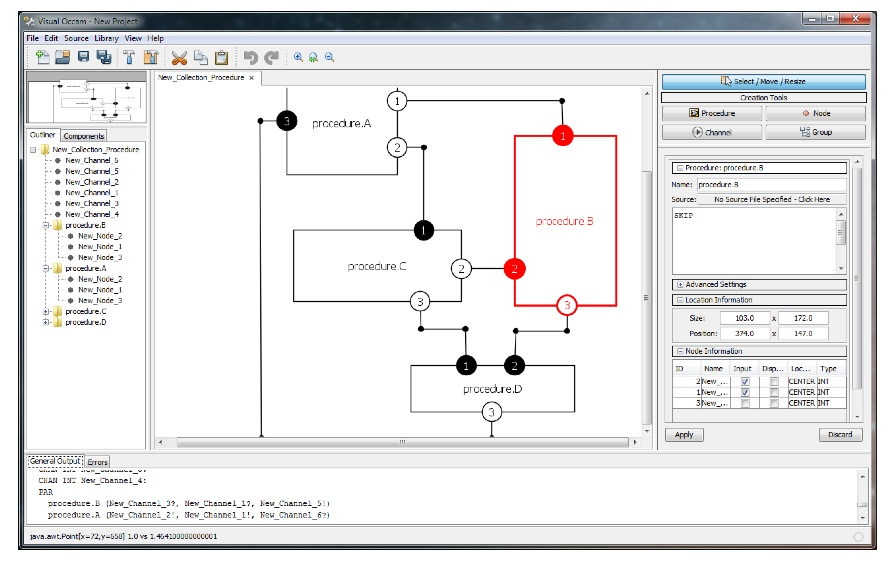 Visual Occam - New Project
File Edit Source Library View Help
New_Collection_Procedure ×
Outliner Components
New_Collection_Procedure
New_Channel_6
New_Channel_5
New_Channel_2
New_Channel_1
New_Channel_3
New_Channel_4
procedure.B
New_Node_2
New_Node_1
New_Node_3
procedure.A
New_Node_2
New_Node_1
New_Node_3
procedure.C
procedure.D
1
3 procedure.A
2
1
procedure.B
1
procedure.C 2
2
3
3
1 2
procedure.D
3
Select / Move / Resize
Creation Tools
Procedure Node
Channel Group
Procedure: procedure.B
Name: procedure.B
Source: No Source File Specified - Click Here
SKIP
Advanced Settings
Location Information
Size: 103.0 x 172.0
Position: 374.0 x 147.0
Node Information
ID Name Input Disp... Loc... Type
2 New_... CENTER INT
1 New_... CENTER INT
3 New_... CENTER INT
Apply Discard
General Output Errors
CHAN INT New_Channel_4:
PAR
procedure.B (New_Channel_3?, New_Channel_1?, New_Channel_5!)
procedure.A (New_Channel_2!, New_Channel_1!, New_Channel_6?)
java.awt.Point[x=72,y=658] 1.0 vs 1.464100000000001